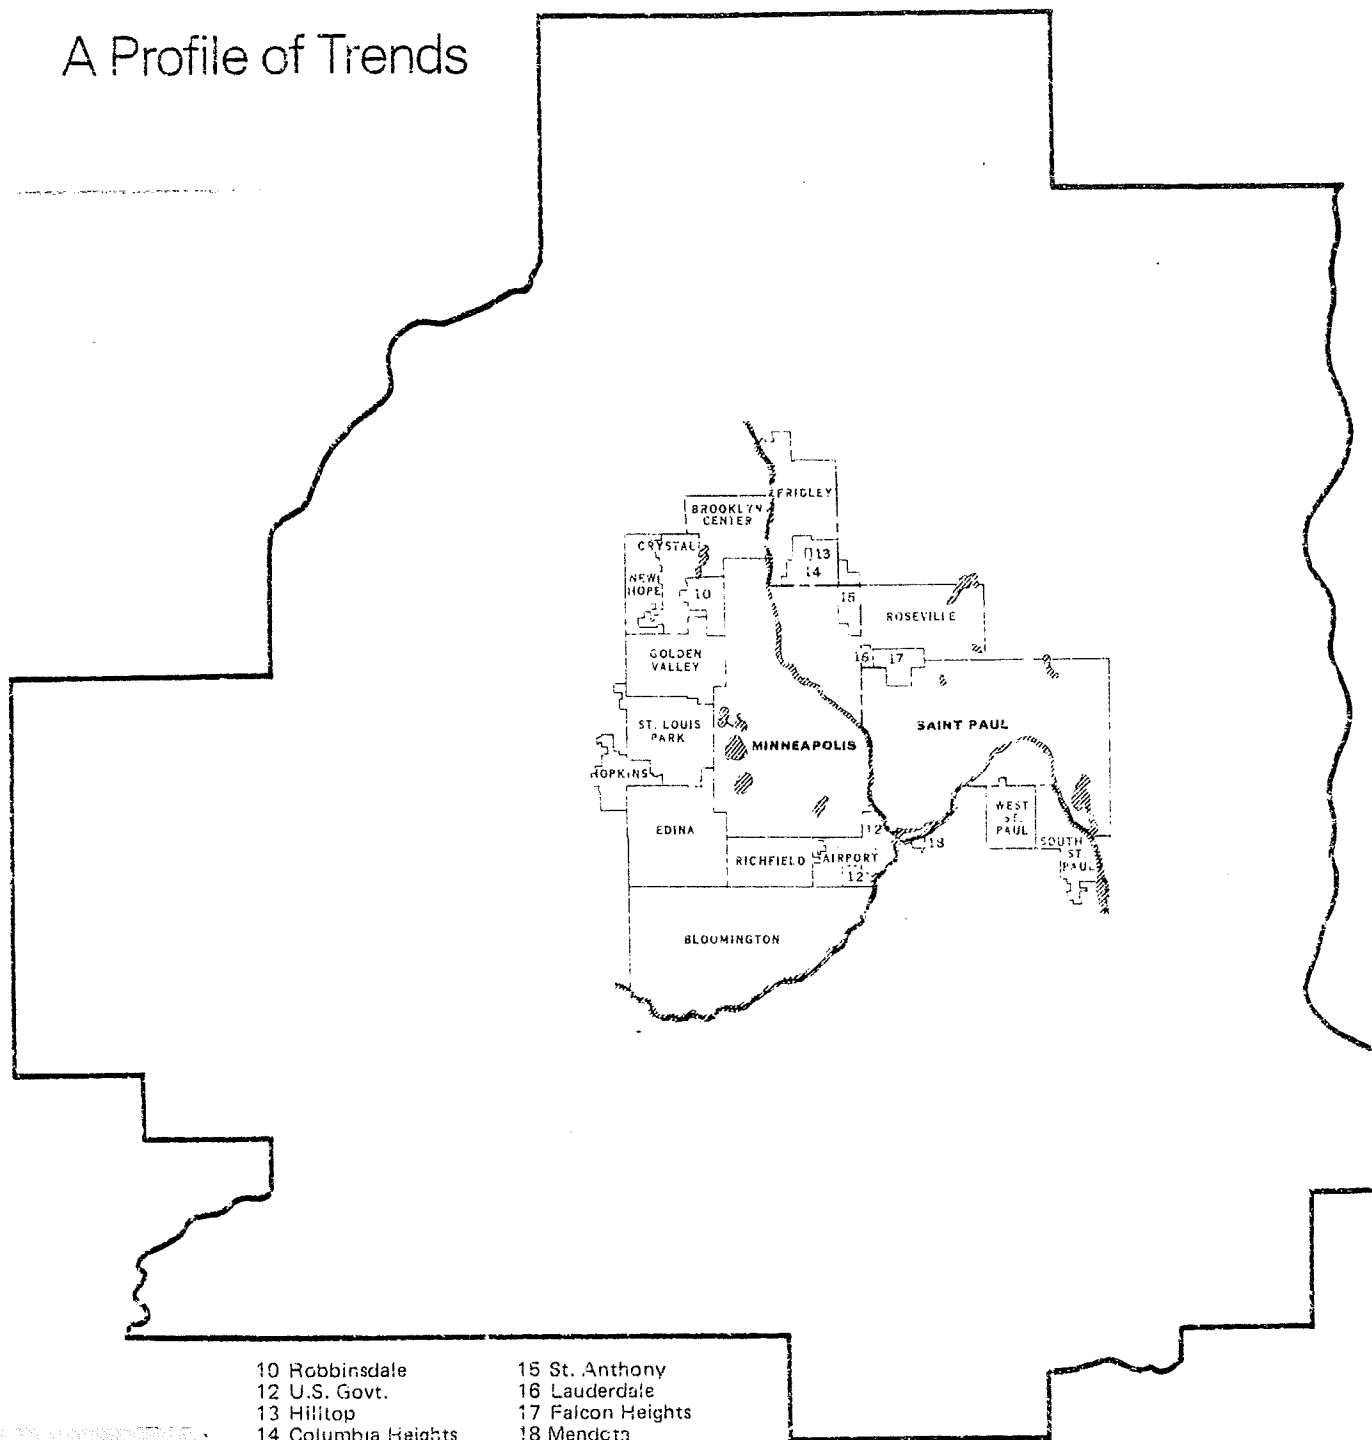 A Profile of Trends
FRIDLEY
BROOKLYN
CENTER
CRYSTAL
13
14
NEW
HOPE
10
15
ROSEVILLE
GOLDEN
VALLEY
16
17
ST. LOUIS
PARK
SAINT PAUL
MINNEAPOLIS
HOPKINS
WEST
ST.
PAUL
EDINA
12
18
SOUTH
ST.
PAUL
RICHFIELD
AIRPORT
12
BLOOMINGTON
10 Robbinsdale
12 U.S. Govt.
13 Hilltop
14 Columbia Heights
15 St. Anthony
16 Lauderdale
17 Falcon Heights
18 Mendota